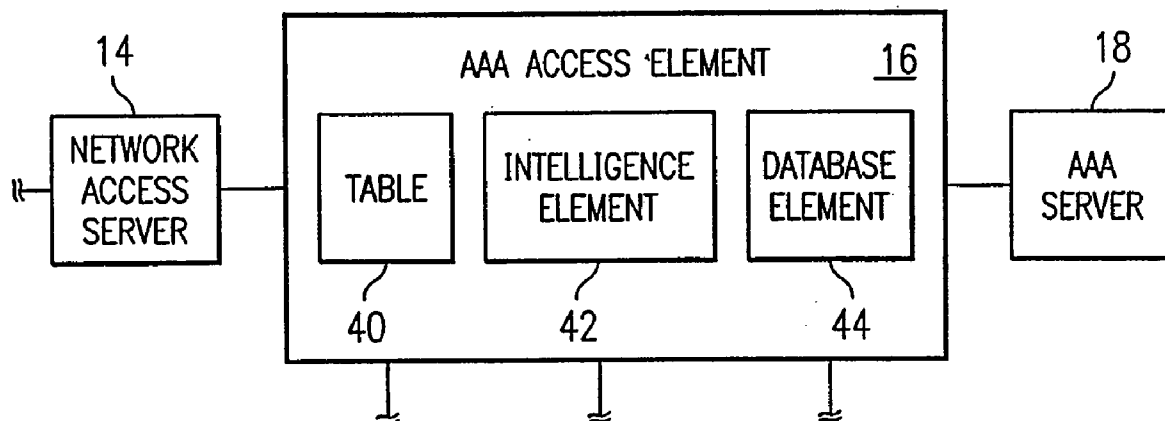 14
NETWORK
ACCESS
SERVER
AAA ACCESS ELEMENT
16
TABLE
40
INTELLIGENCE
ELEMENT
42
DATABASE
ELEMENT
44
18
AAA
SERVER